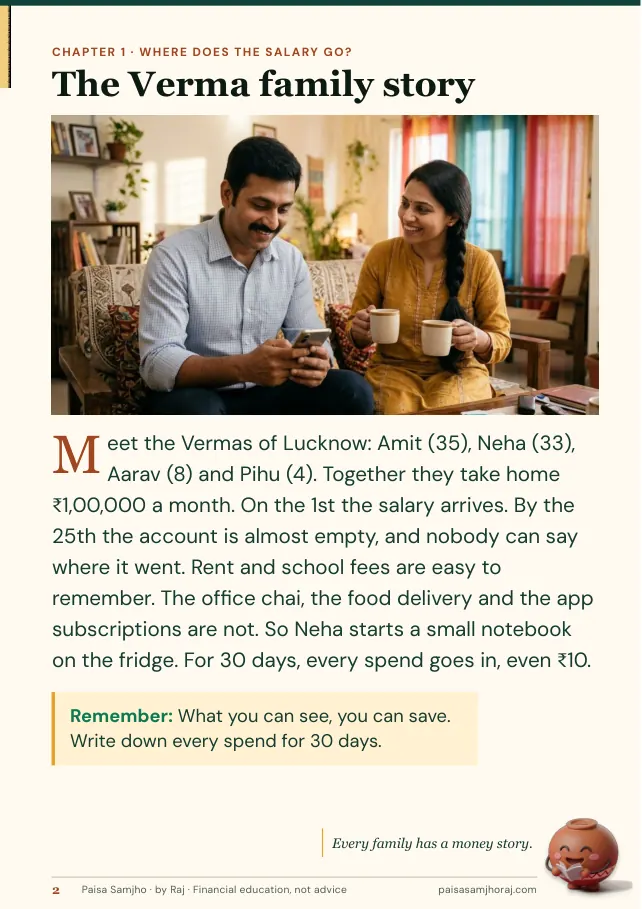 CHAPTER 1 · WHERE DOES THE SALARY GO?
The Verma family story
Meet the Vermas of Lucknow: Amit (35), Neha (33),
Aarav (8) and Pihu (4). Together they take home
₹1,00,000 a month. On the 1st the salary arrives. By the
25th the account is almost empty, and nobody can say
where it went. Rent and school fees are easy to
remember. The office chai, the food delivery and the app
subscriptions are not. So Neha starts a small notebook
on the fridge. For 30 days, every spend goes in, even ₹10.
Remember: What you can see, you can save.
Write down every spend for 30 days.
Every family has a money story.
2 Paisa Samjho · by Raj · Financial education, not advice paisasamjhoraj.com